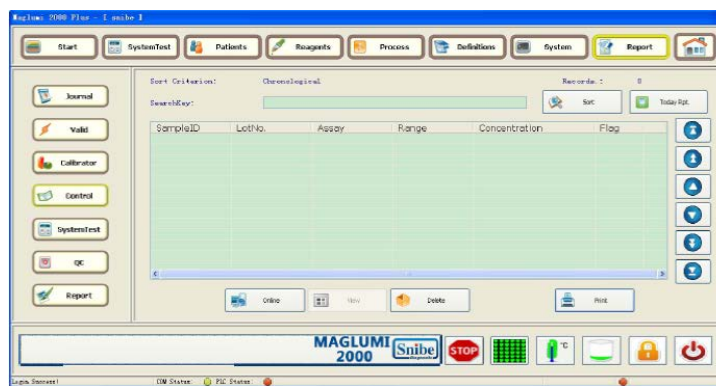 Maglumi 2000 Plus - [ snibe ]
Start SystemTest Patients Reagents Process Definitions System Report
Sort Criterion: Chronological Records.: 0
Journal
SearchKey: Sort Today Rpt.
Valid
SampleID LotNo. Assay Range Concentration Flag
Calibrator
Control
SystemTest
QC
Report
Online View Delete Print
MAGLUMI 2000 Snibe STOP °C
Login Success! COM Status: PLC Status: